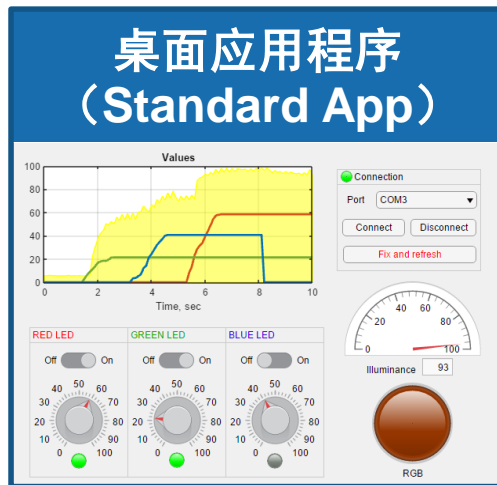 桌面应用程序
（Standard App）
Values
100
80
60
40
20
0
0 2 4 6 8 10
Time, sec
Connection
Port COM3
Connect Disconnect
Fix and refresh
0 20 40 60 80 100
Illuminance 93
RGB
RED LED GREEN LED BLUE LED
Off On Off On Off On
0 10 20 30 40 50 60 70 80 90 100
0 10 20 30 40 50 60 70 80 90 100
0 10 20 30 40 50 60 70 80 90 100